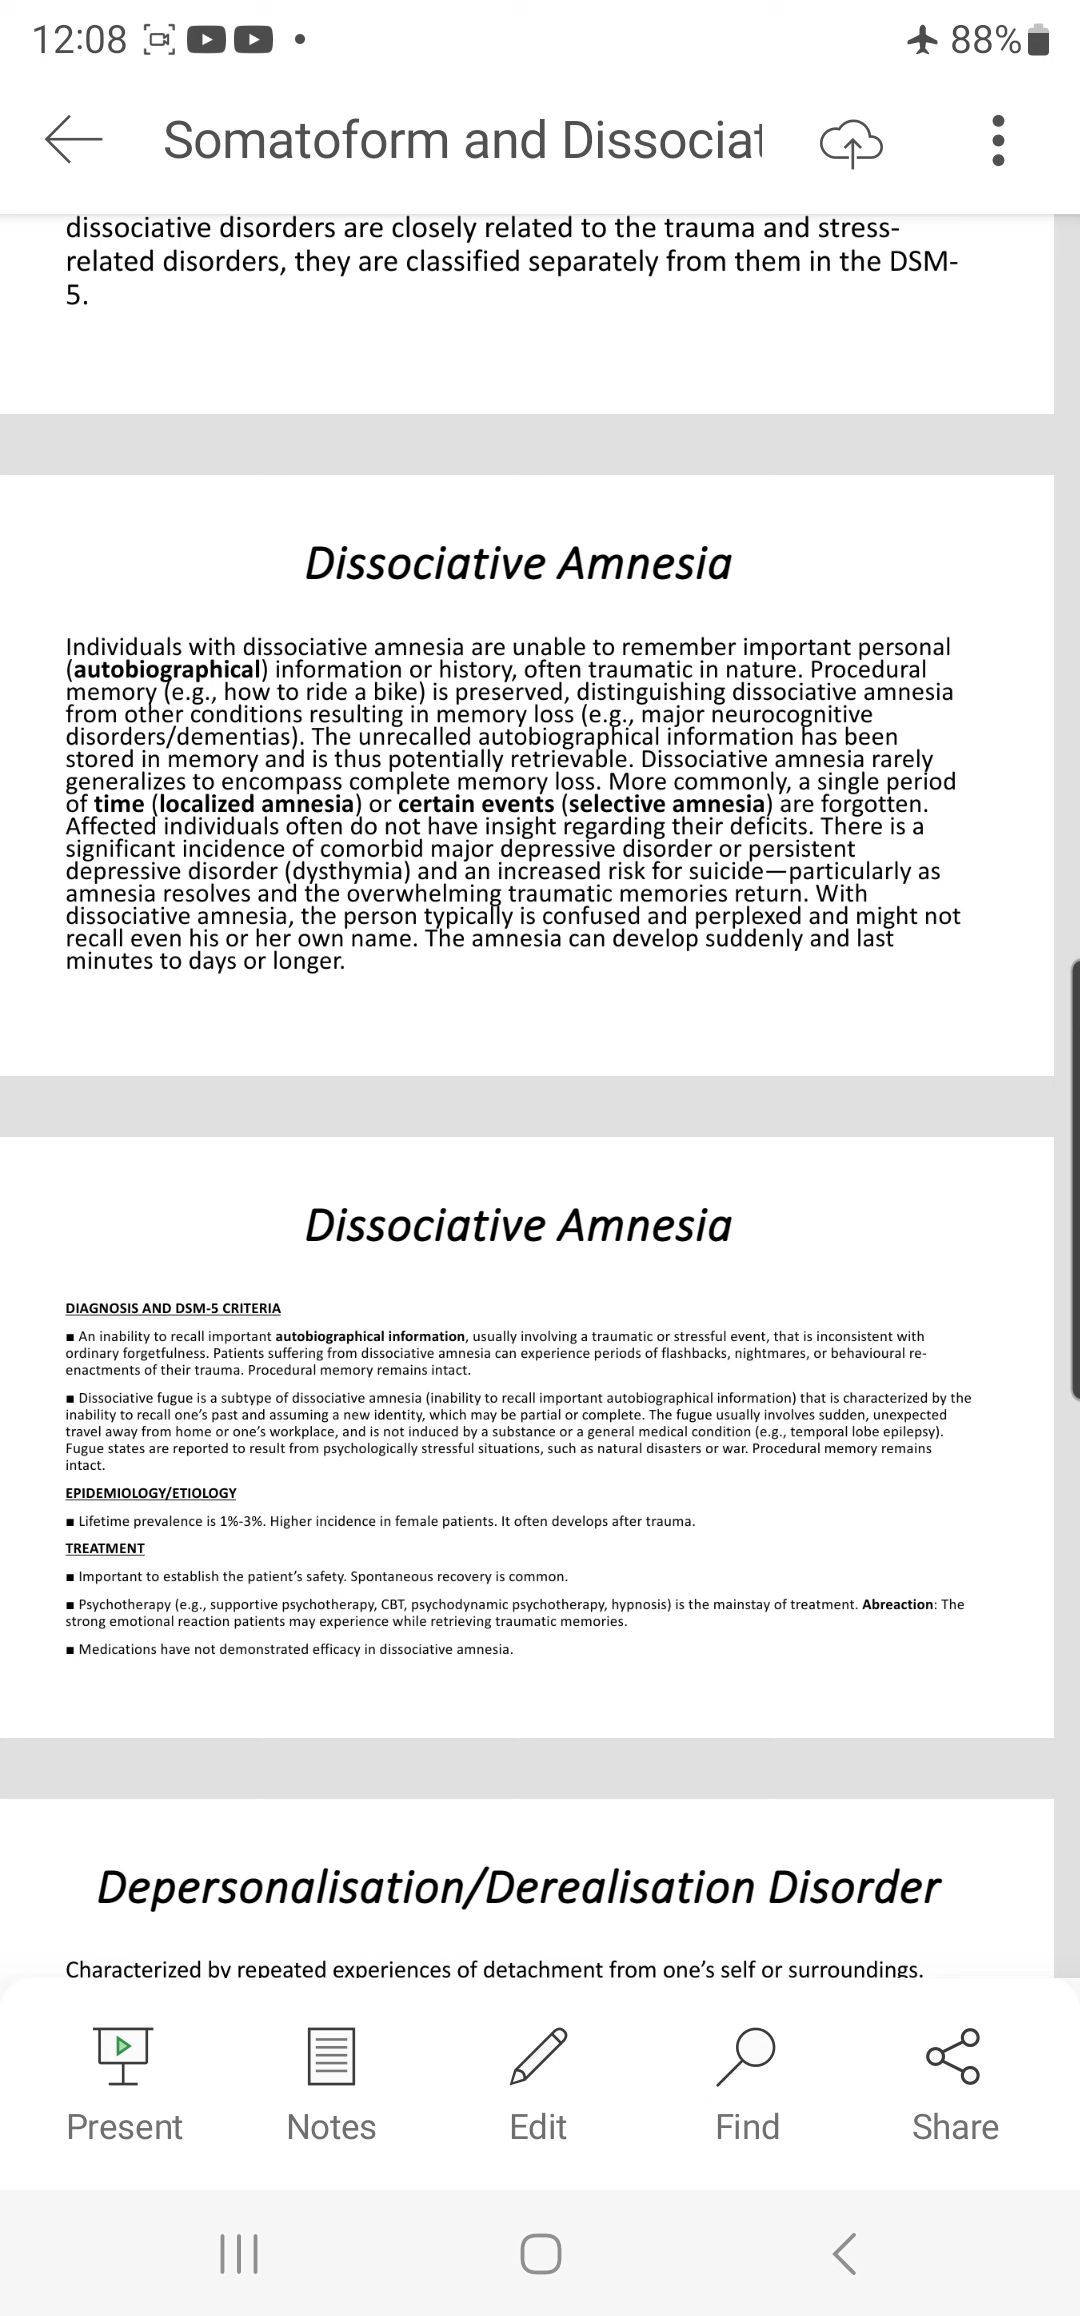 12:08
88%
Somatoform and Dissociat
dissociative disorders are closely related to the trauma and stress-
related disorders, they are classified separately from them in the DSM-
5.
Dissociative Amnesia
Individuals with dissociative amnesia are unable to remember important personal
(autobiographical) information or history, often traumatic in nature. Procedural
memory (e.g., how to ride a bike) is preserved, distinguishing dissociative amnesia
from other conditions resulting in memory loss (e.g., major neurocognitive
disorders/dementias). The unrecalled autobiographical information has been
stored in memory and is thus potentially retrievable. Dissociative amnesia rarely
generalizes to encompass complete memory loss. More commonly, a single period
of time (localized amnesia) or certain events (selective amnesia) are forgotten.
Affected individuals often do not have insight regarding their deficits. There is a
significant incidence of comorbid major depressive disorder or persistent
depressive disorder (dysthymia) and an increased risk for suicide—particularly as
amnesia resolves and the overwhelming traumatic memories return. With
dissociative amnesia, the person typically is confused and perplexed and might not
recall even his or her own name. The amnesia can develop suddenly and last
minutes to days or longer.
Dissociative Amnesia
DIAGNOSIS AND DSM-5 CRITERIA
■ An inability to recall important autobiographical information, usually involving a traumatic or stressful event, that is inconsistent with
ordinary forgetfulness. Patients suffering from dissociative amnesia can experience periods of flashbacks, nightmares, or behavioural re-
enactments of their trauma. Procedural memory remains intact.
■ Dissociative fugue is a subtype of dissociative amnesia (inability to recall important autobiographical information) that is characterized by the
inability to recall one's past and assuming a new identity, which may be partial or complete. The fugue usually involves sudden, unexpected
travel away from home or one's workplace, and is not induced by a substance or a general medical condition (e.g., temporal lobe epilepsy).
Fugue states are reported to result from psychologically stressful situations, such as natural disasters or war. Procedural memory remains
intact.
EPIDEMIOLOGY/ETIOLOGY
■ Lifetime prevalence is 1%-3%. Higher incidence in female patients. It often develops after trauma.
TREATMENT
■ Important to establish the patient's safety. Spontaneous recovery is common.
■ Psychotherapy (e.g., supportive psychotherapy, CBT, psychodynamic psychotherapy, hypnosis) is the mainstay of treatment. Abreaction: The
strong emotional reaction patients may experience while retrieving traumatic memories.
■ Medications have not demonstrated efficacy in dissociative amnesia.
Depersonalisation/Derealisation Disorder
Characterized by repeated experiences of detachment from one's self or surroundings.
Present
Notes
Edit
Find
Share